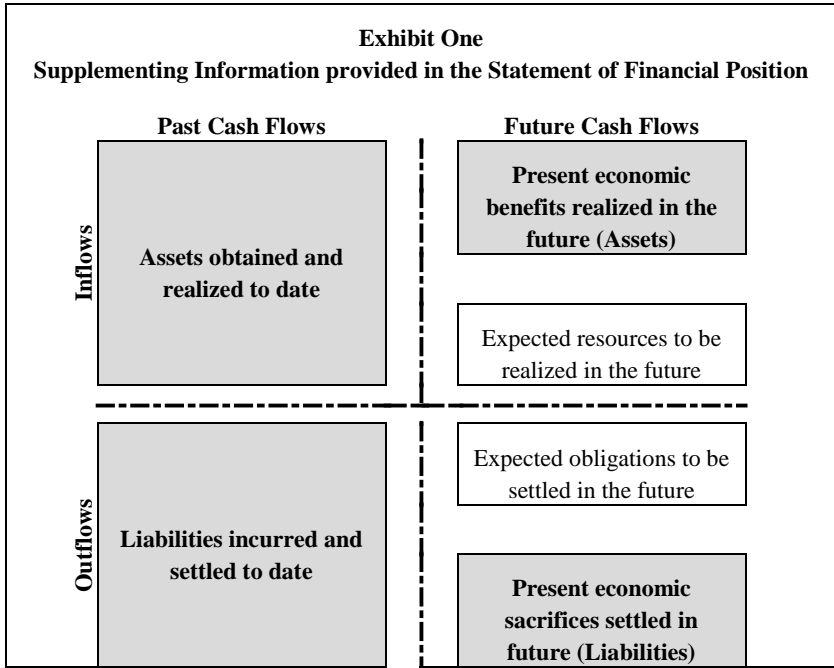 Exhibit One
Supplementing Information provided in the Statement of Financial Position
Past Cash Flows
Future Cash Flows
Inflows
Assets obtained and
realized to date
Present economic
benefits realized in the
future (Assets)
Expected resources to be
realized in the future
Outflows
Liabilities incurred and
settled to date
Expected obligations to be
settled in the future
Present economic
sacrifices settled in
future (Liabilities)